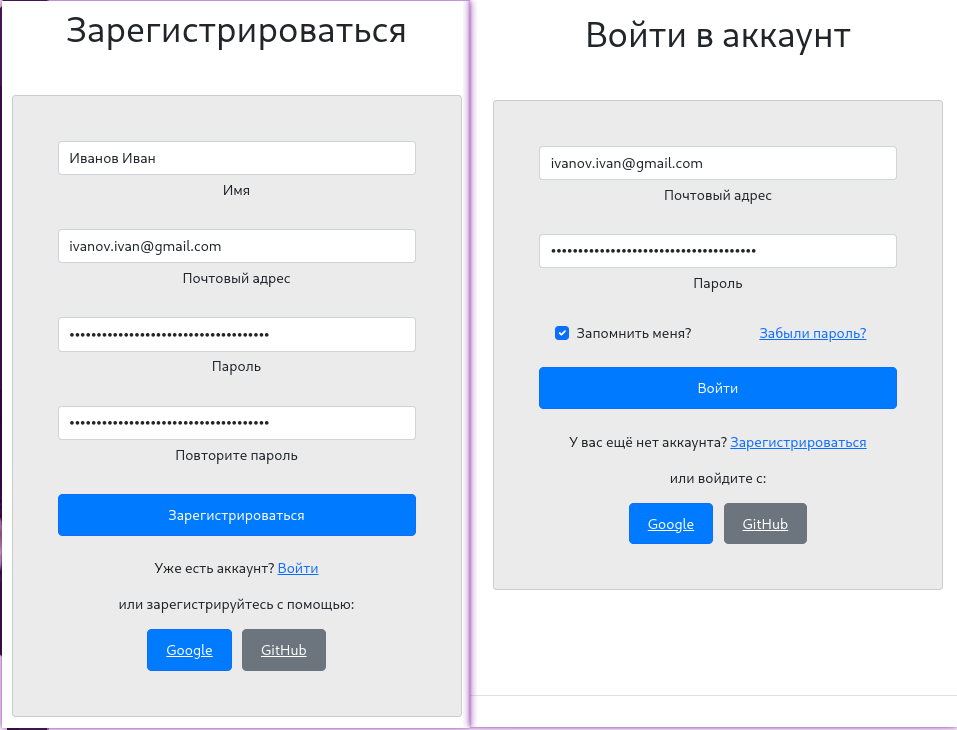 Зарегистрироваться
Иванов Иван
Имя
ivanov.ivan@gmail.com
Почтовый адрес
•••••••••••••••••••••••••••••••••••••
Пароль
•••••••••••••••••••••••••••••••••••••
Повторите пароль
Зарегистрироваться
Уже есть аккаунт? Войти
или зарегистрируйтесь с помощью:
Google GitHub
Войти в аккаунт
ivanov.ivan@gmail.com
Почтовый адрес
••••••••••••••••••••••••••••••••••••••
Пароль
Запомнить меня? Забыли пароль?
Войти
У вас ещё нет аккаунта? Зарегистрироваться
или войдите с:
Google GitHub